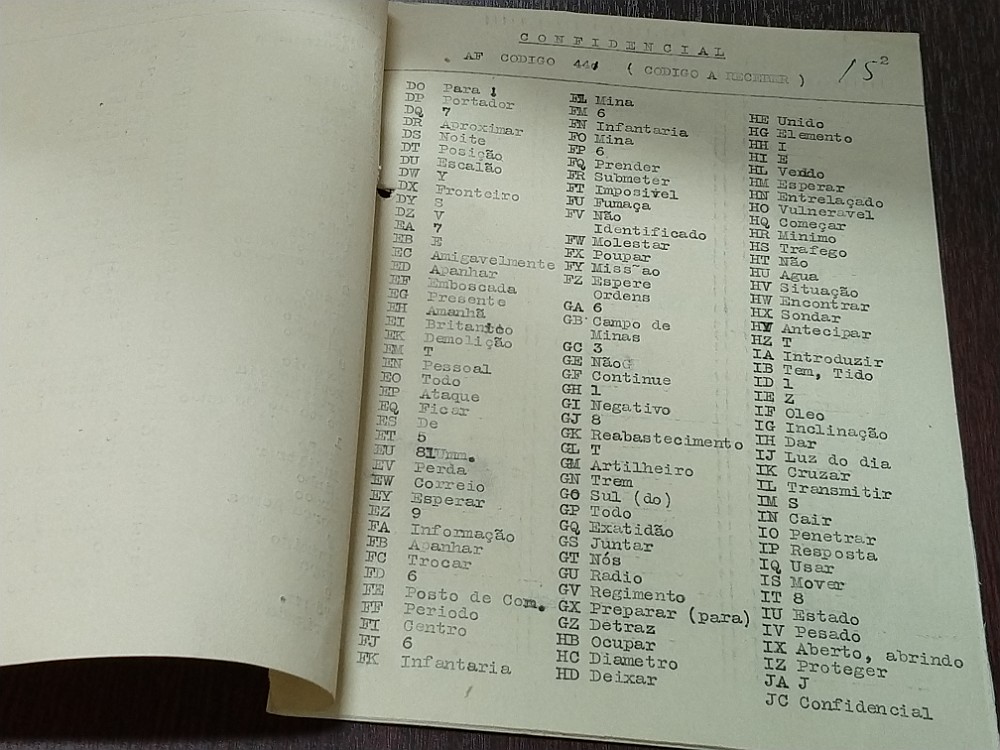 CONFIDENCIAL
AF CODIGO 441 ( CODIGO A RECEBER ) 15 2
DO Para
DP Portador
DQ 7
DR Aproximar
DS Noite
DT Posição
DU Escalão
DW Y
DX Fronteiro
DY S
DZ V
EA 7
EB E
EC Amigavelmente
ED Apanhar
EF Emboscada
EG Presente
EH Amanhã
EI Britanico
EK Demolição
EM T
EN Pessoal
EO Todo
EP Ataque
EQ Ficar
ES De
ET 5
EU 81mm.
EV Perda
EW Correio
EY Esperar
EZ 9
FA Informação
FB Apanhar
FC Trocar
FD 6
FE Posto de Com.
FF Periodo
FI Centro
FJ 6
FK Infantaria
FL Mina
FM 6
FN Infantaria
FO Mina
FP 6
FQ Prender
FR Submeter
FT Imposivel
FU Fumaça
FV Não
Identificado
FW Molestar
FX Poupar
FY Miss~ao
FZ Espere
Ordens
GA 6
GB Campo de
Minas
GC 3
GE Não
GF Continue
GH 1
GI Negativo
GJ 8
GK Reabastecimento
GL T
GM Artilheiro
GN Trem
GO Sul (do)
GP Todo
GQ Exatidão
GS Juntar
GT Nós
GU Radio
GV Regimento
GX Preparar (para)
GZ Detraz
HB Ocupar
HC Diametro
HD Deixar
HE Unido
HG Elemento
HH I
HI E
HL Vendo
HM Esperar
HN Entrelaçado
HO Vulneravel
HQ Começar
HR Minimo
HS Trafego
HT Não
HU Agua
HV Situação
HW Encontrar
HX Sondar
HY Antecipar
HZ T
IA Introduzir
IB Tem, Tido
ID 1
IE Z
IF Oleo
IG Inclinação
IH Dar
IJ Luz do dia
IK Cruzar
IL Transmitir
IM S
IN Cair
IO Penetrar
IP Resposta
IQ Usar
IS Mover
IT 8
IU Estado
IV Pesado
IX Aberto, abrindo
IZ Proteger
JA J
JC Confidencial